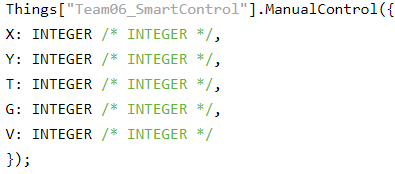 Things["Team06_SmartControl"].ManualControl({
X: INTEGER /* INTEGER */,
Y: INTEGER /* INTEGER */,
T: INTEGER /* INTEGER */,
G: INTEGER /* INTEGER */,
V: INTEGER /* INTEGER */
});